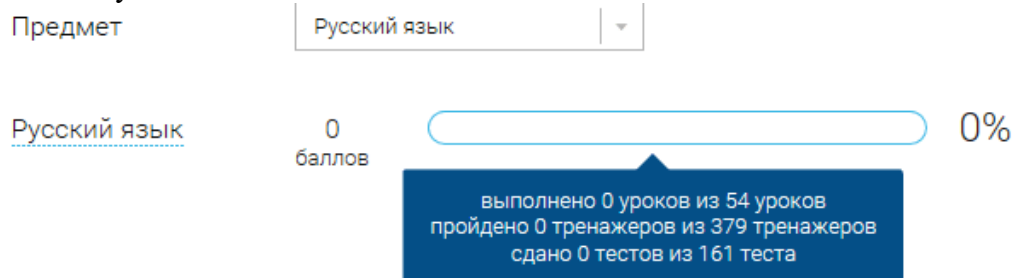 Предмет
Русский язык
Русский язык
0
баллов
0%
выполнено 0 уроков из 54 уроков
пройдено 0 тренажеров из 379 тренажеров
сдано 0 тестов из 161 теста